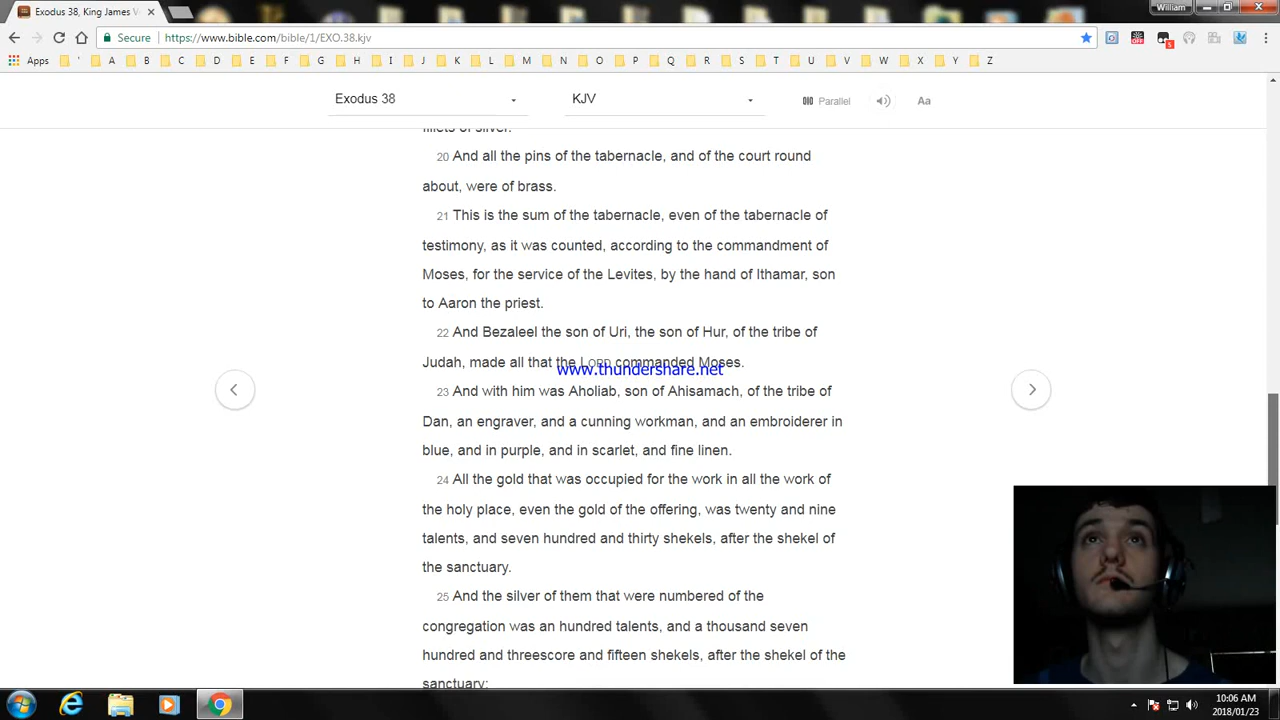 Exodus 38, King James V
William
Secure https://www.bible.com/bible/1/EXO.38.kjv
Apps ' A B C D E F G H I J K L M N O P Q R S T U V W X Y Z
Exodus 38 KJV Parallel Aa
fillets of silver.
20 And all the pins of the tabernacle, and of the court round
about, were of brass.
21 This is the sum of the tabernacle, even of the tabernacle of
testimony, as it was counted, according to the commandment of
Moses, for the service of the Levites, by the hand of Ithamar, son
to Aaron the priest.
22 And Bezaleel the son of Uri, the son of Hur, of the tribe of
Judah, made all that the LORD commanded Moses.
www.thundershare.net
23 And with him was Aholiab, son of Ahisamach, of the tribe of
Dan, an engraver, and a cunning workman, and an embroiderer in
blue, and in purple, and in scarlet, and fine linen.
24 All the gold that was occupied for the work in all the work of
the holy place, even the gold of the offering, was twenty and nine
talents, and seven hundred and thirty shekels, after the shekel of
the sanctuary.
25 And the silver of them that were numbered of the
congregation was an hundred talents, and a thousand seven
hundred and threescore and fifteen shekels, after the shekel of the
sanctuary:
10:06 AM
2018/01/23